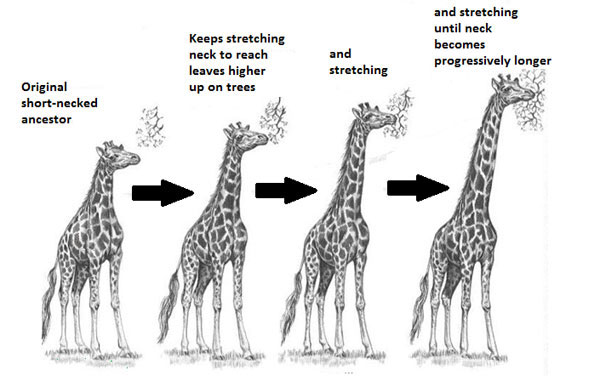 Original
short-necked
ancestor
Keeps stretching
neck to reach
leaves higher
up on trees
and
stretching
and stretching
until neck
becomes
progressively longer